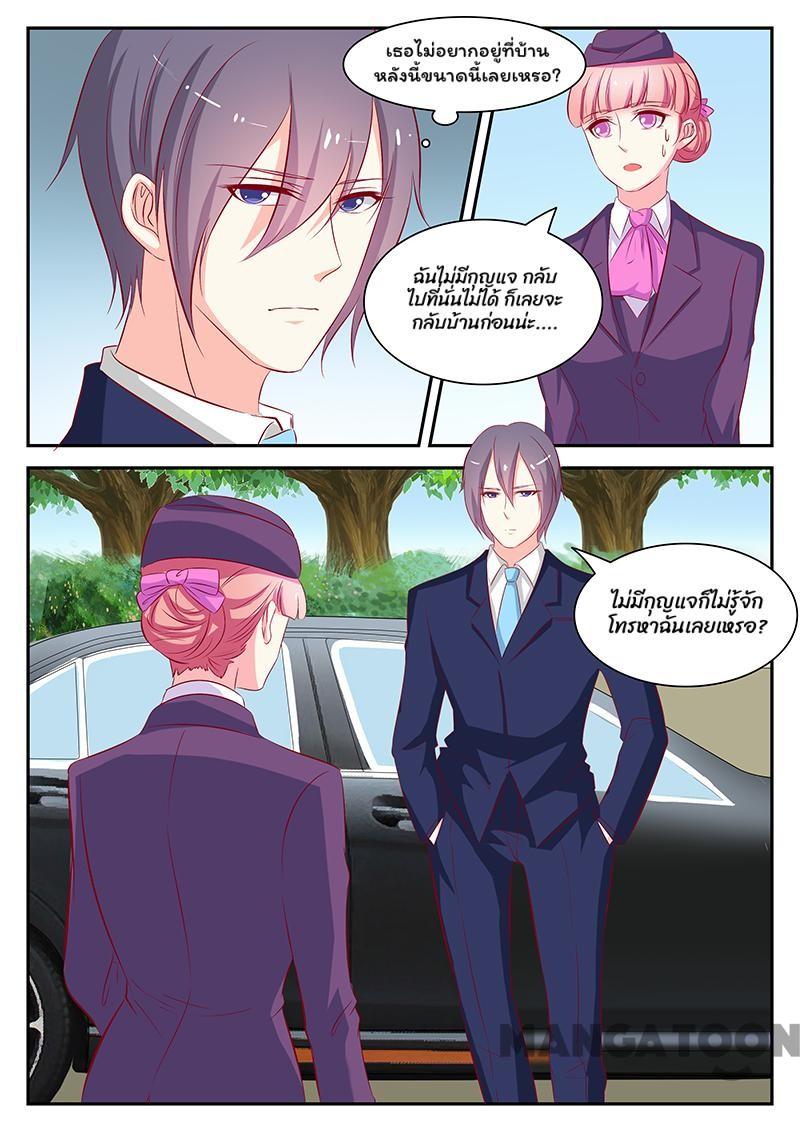 เธอไม่อยากอยู่ที่บ้าน
หลังนี้ขนาดนี้เลยเหรอ?
ฉันไม่มีกุญแจ กลับ
ไปที่นั่นไม่ได้ ก็เลยจะ
กลับบ้านก่อนน่ะ....
ไม่มีกุญแจก็ไม่รู้จัก
โทรหาฉันเลยเหรอ?
MANGATOON